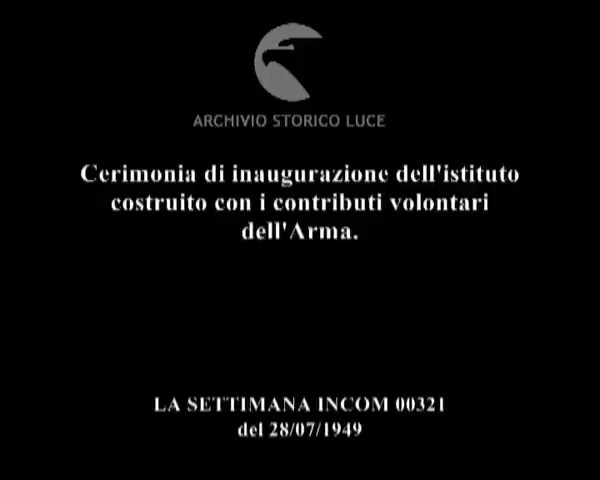 ARCHIVIO STORICO LUCE
Cerimonia di inaugurazione dell'istituto
costruito con i contributi volontari
dell'Arma.
LA SETTIMANA INCOM 00321
del 28/07/1949